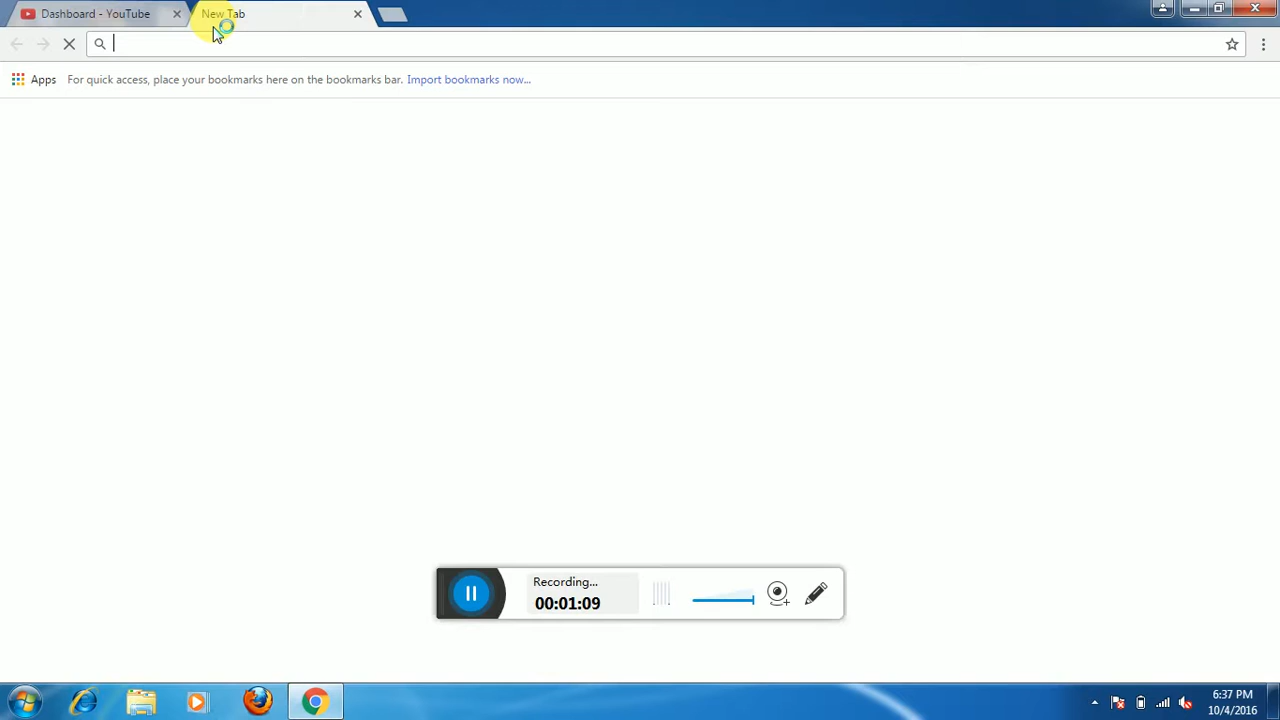 Dashboard - YouTube
New Tab
Apps For quick access, place your bookmarks here on the bookmarks bar. Import bookmarks now...
Recording...
00:01:09
6:37 PM
10/4/2016